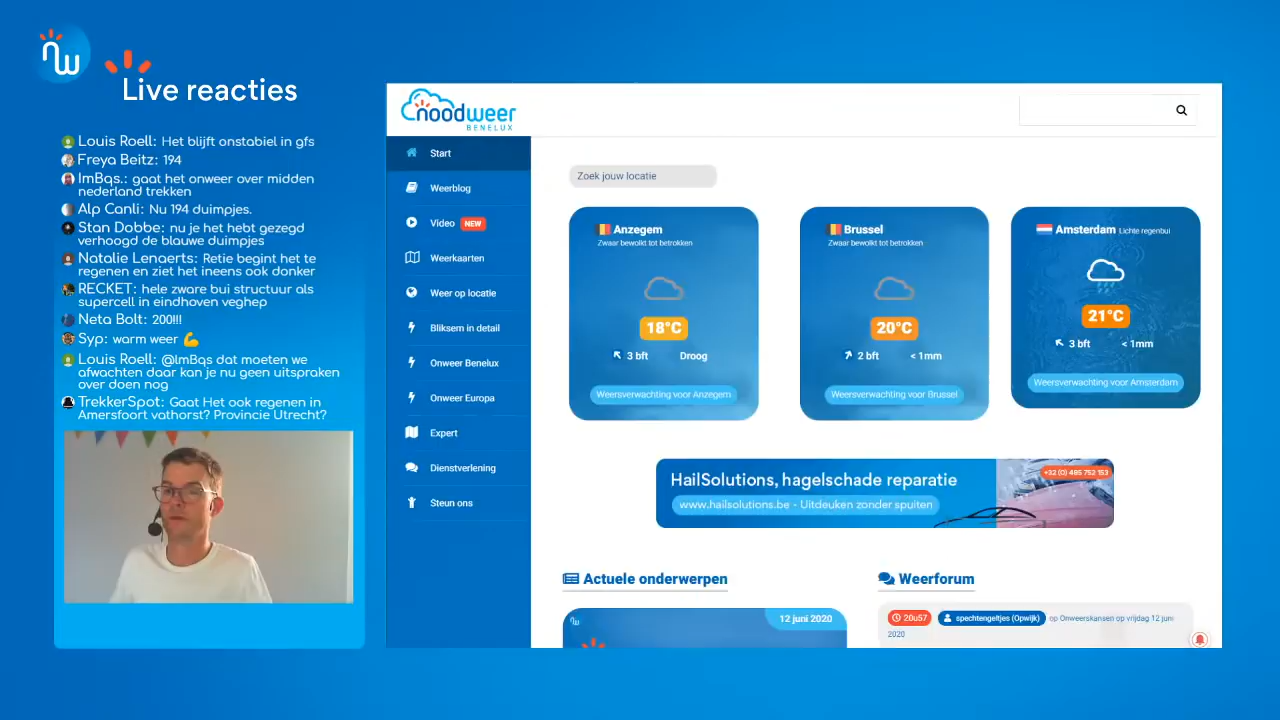 nw
Live reacties
Louis Roell: Het blijft onstabiel in gfs
Freya Beitz: 194
lmBqs.: gaat het onweer over midden
nederland trekken
Alp Canli: Nu 194 duimpjes.
Stan Dobbe: nu je het hebt gezegd
verhoogd de blauwe duimpjes
Natalie Lenaerts: Retie begint het te
regenen en ziet het ineens ook donker
RECKET: hele zware bui structuur als
supercell in eindhoven veghep
Neta Bolt: 200!!!
Syp: warm weer 💪
Louis Roell: @lmBqs dat moeten we
afwachten daar kan je nu geen uitspraken
over doen nog
TrekkerSpot: Gaat Het ook regenen in
Amersfoort vathorst? Provincie Utrecht?
noodweer
BENELUX
Start
Weerblog
Video NEW
Weerkaarten
Weer op locatie
Bliksem in detail
Onweer Benelux
Onweer Europa
Expert
Dienstverlening
Steun ons
Zoek jouw locatie
Anzegem
Zwaar bewolkt tot betrokken
18°C
3 bft Droog
Weersverwachting voor Anzegem
Brussel
Zwaar bewolkt tot betrokken
20°C
2 bft < 1mm
Weersverwachting voor Brussel
Amsterdam Lichte regenbui
21°C
3 bft < 1mm
Weersverwachting voor Amsterdam
HailSolutions, hagelschade reparatie
www.hailsolutions.be - Uitdeuken zonder spuiten
+32 (0) 485 752 153
Actuele onderwerpen
nw
12 juni 2020
Weerforum
20u57 spechtengeltjes (Opwijk) op Onweerskansen op vrijdag 12 juni
2020